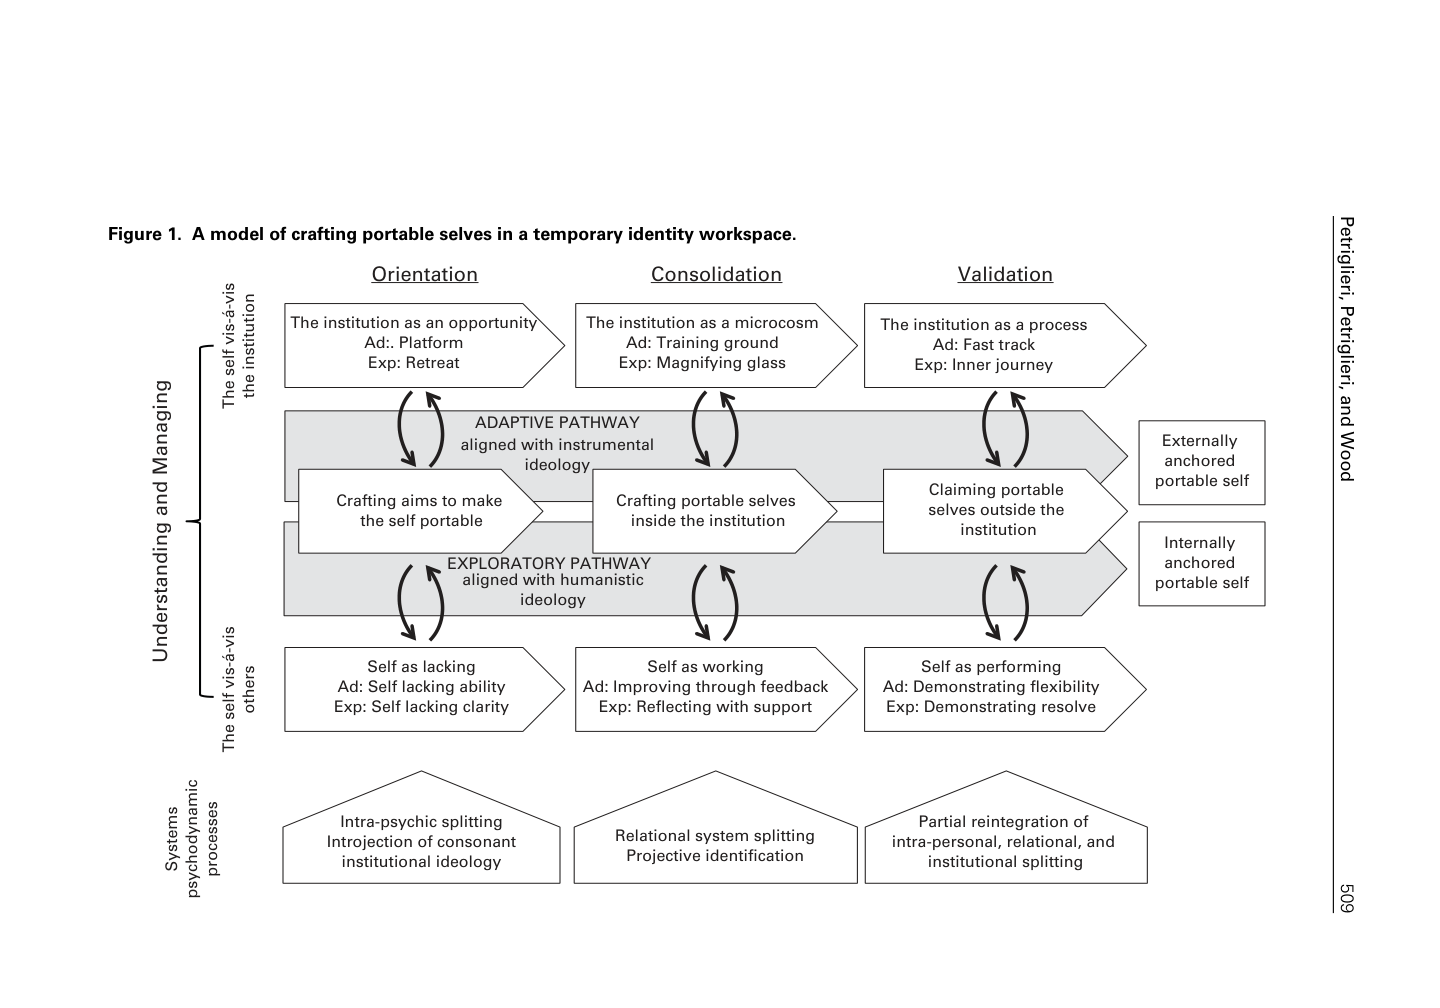 Figure 1. A model of crafting portable selves in a temporary identity workspace.
Orientation
Consolidation
Validation
Understanding and Managing
The self vis-á-vis
the institution
The institution as an opportunity
Ad:. Platform
Exp: Retreat
The institution as a microcosm
Ad: Training ground
Exp: Magnifying glass
The institution as a process
Ad: Fast track
Exp: Inner journey
ADAPTIVE PATHWAY
aligned with instrumental
ideology
Crafting aims to make
the self portable
Crafting portable selves
inside the institution
Claiming portable
selves outside the
institution
Externally
anchored
portable self
Internally
anchored
portable self
EXPLORATORY PATHWAY
aligned with humanistic
ideology
The self vis-á-vis
others
Self as lacking
Ad: Self lacking ability
Exp: Self lacking clarity
Self as working
Ad: Improving through feedback
Exp: Reflecting with support
Self as performing
Ad: Demonstrating flexibility
Exp: Demonstrating resolve
Systems
psychodynamic
processes
Intra-psychic splitting
Introjection of consonant
institutional ideology
Relational system splitting
Projective identification
Partial reintegration of
intra-personal, relational, and
institutional splitting
Petriglieri, Petriglieri, and Wood
509